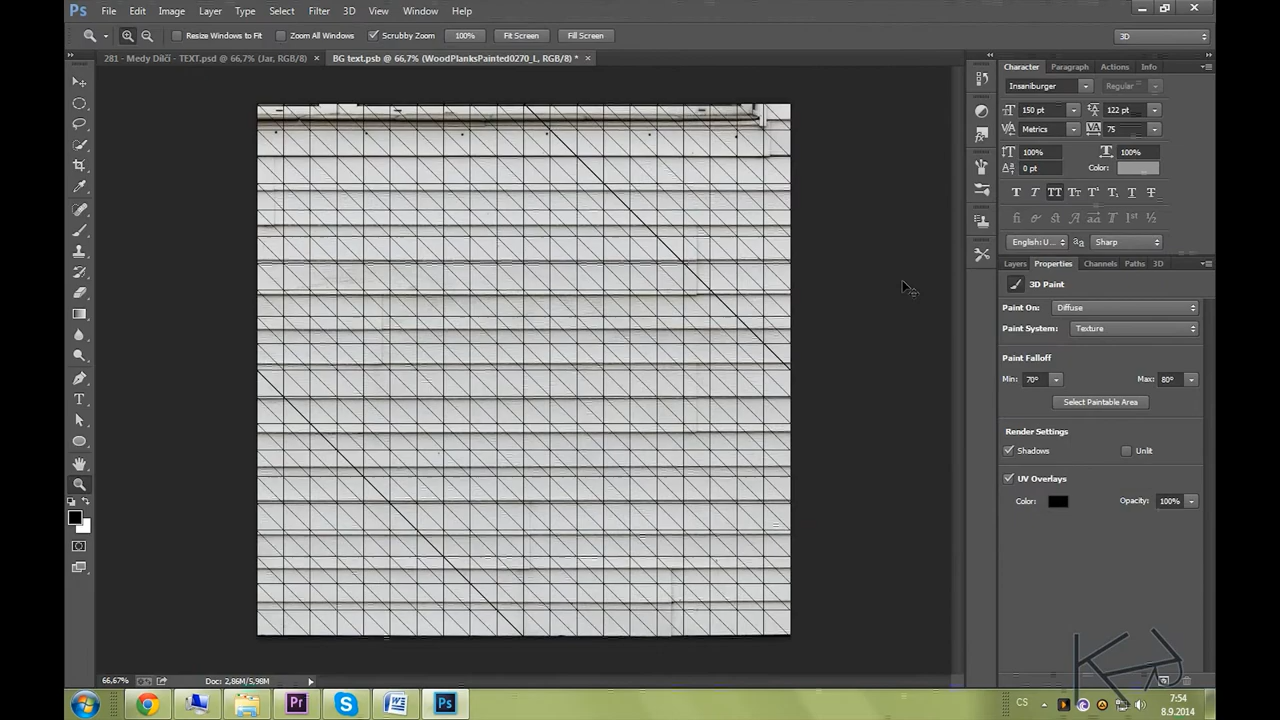 Ps File Edit Image Layer Type Select Filter 3D View Window Help
Resize Windows to Fit Zoom All Windows Scrubby Zoom 100% Fit Screen Fill Screen 3D
281 - Medy Dilčí - TEXT.psd @ 66,7% (Jar, RGB/8) × BG text.psb @ 66,7% (WoodPlanksPainted0270_L, RGB/8) * ×
Character Paragraph Actions Info
Insaniburger Regular
150 pt 122 pt
Metrics 75
100% 100%
0 pt Color:
English: U... Sharp
Layers Properties Channels Paths 3D
3D Paint
Paint On: Diffuse
Paint System: Texture
Paint Falloff
Min: 70° Max: 80°
Select Paintable Area
Render Settings
Shadows Unlit
UV Overlays
Color: Opacity: 100%
66,67% Doc: 2,86M/5,98M
Pr S W Ps CS 7:54
8.9.2014